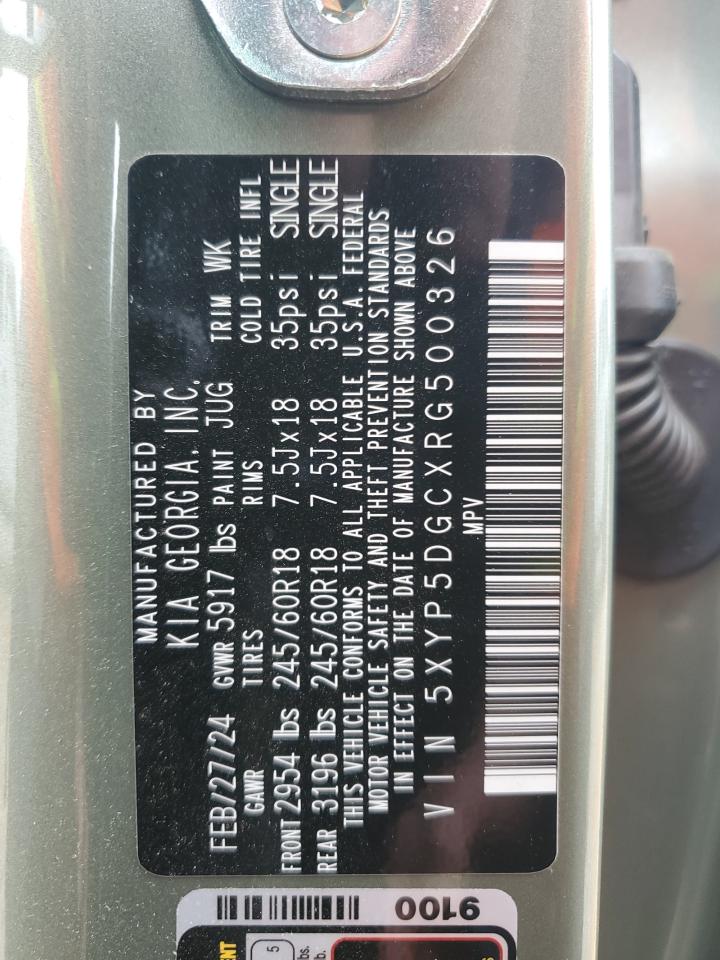 MANUFACTURED BY
KIA GEORGIA, INC.
FEB/27/24 GVWR 5917 lbs PAINT JUG TRIM WK
GAWR TIRES RIMS COLD TIRE INFL
FRONT 2954 lbs 245/60R18 7.5Jx18 35psi SINGLE
REAR 3196 lbs 245/60R18 7.5Jx18 35psi SINGLE
THIS VEHICLE CONFORMS TO ALL APPLICABLE U.S.A. FEDERAL
MOTOR VEHICLE SAFETY AND THEFT PREVENTION STANDARDS
IN EFFECT ON THE DATE OF MANUFACTURE SHOWN ABOVE
VIN 5XYP5DGCXRG500326
MPV
9100
5